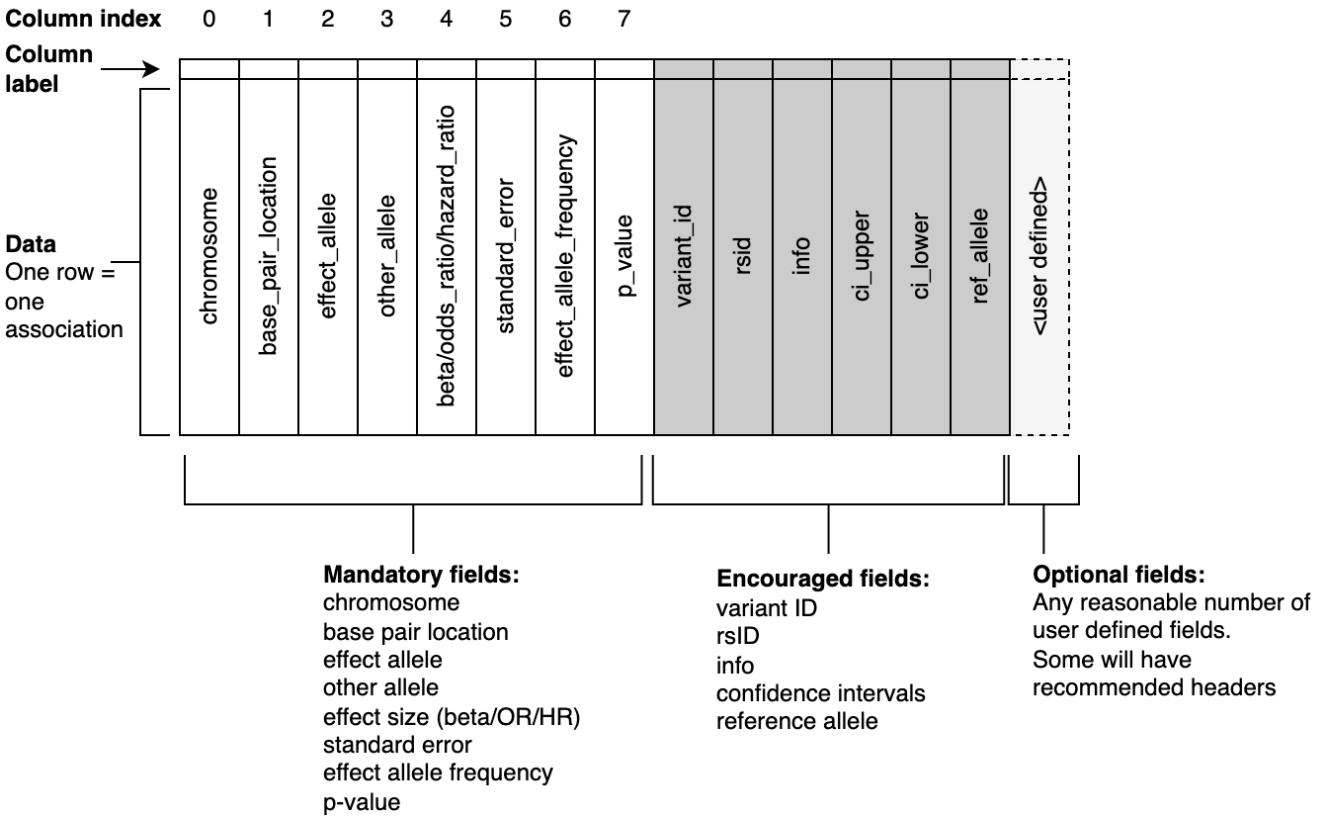 Column index 0 1 2 3 4 5 6 7
Column
label
Data
One row =
one
association
chromosome
base_pair_location
effect_allele
other_allele
beta/odds_ratio/hazard_ratio
standard_error
effect_allele_frequency
p_value
variant_id
rsid
info
ci_upper
ci_lower
ref_allele
<user defined>
Mandatory fields:
chromosome
base pair location
effect allele
other allele
effect size (beta/OR/HR)
standard error
effect allele frequency
p-value
Encouraged fields:
variant ID
rsID
info
confidence intervals
reference allele
Optional fields:
Any reasonable number of
user defined fields.
Some will have
recommended headers